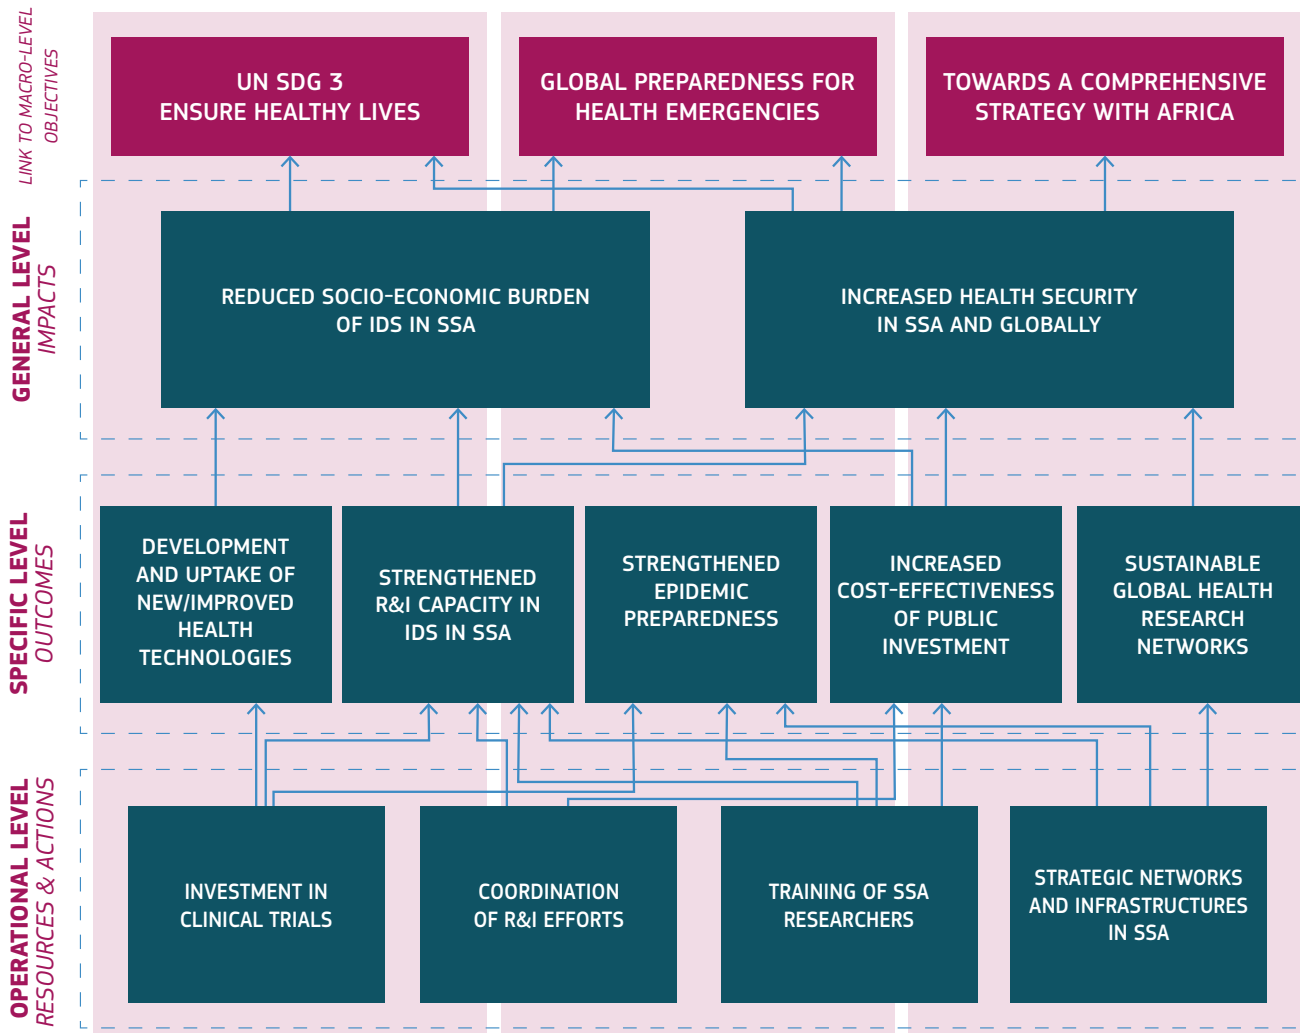 LINK TO MACRO-LEVEL
OBJECTIVES
UN SDG 3
ENSURE HEALTHY LIVES
GLOBAL PREPAREDNESS FOR
HEALTH EMERGENCIES
TOWARDS A COMPREHENSIVE
STRATEGY WITH AFRICA
GENERAL LEVEL
IMPACTS
REDUCED SOCIO-ECONOMIC BURDEN
OF IDS IN SSA
INCREASED HEALTH SECURITY
IN SSA AND GLOBALLY
SPECIFIC LEVEL
OUTCOMES
DEVELOPMENT
AND UPTAKE OF
NEW/IMPROVED
HEALTH
TECHNOLOGIES
STRENGTHENED
R&I CAPACITY IN
IDS IN SSA
STRENGTHENED
EPIDEMIC
PREPAREDNESS
INCREASED
COST-EFFECTIVENESS
OF PUBLIC
INVESTMENT
SUSTAINABLE
GLOBAL HEALTH
RESEARCH
NETWORKS
OPERATIONAL LEVEL
RESOURCES & ACTIONS
INVESTMENT IN
CLINICAL TRIALS
COORDINATION
OF R&I EFFORTS
TRAINING OF SSA
RESEARCHERS
STRATEGIC NETWORKS
AND INFRASTRUCTURES
IN SSA